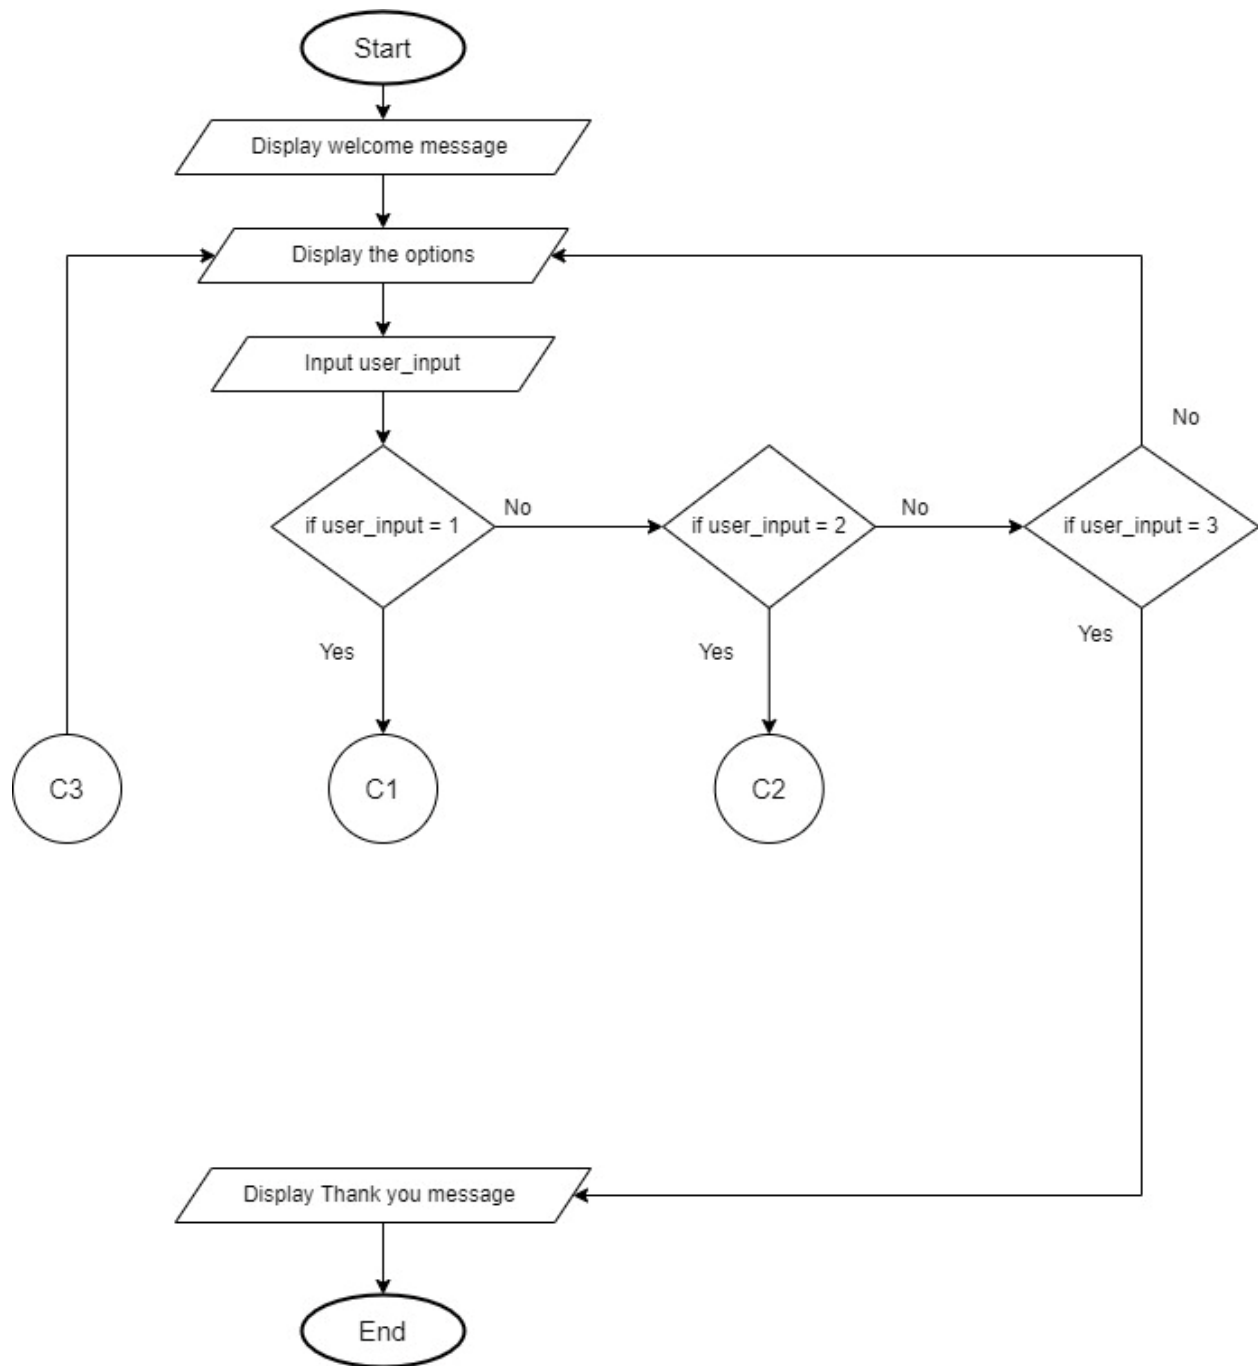 Start
Display welcome message
Display the options
Input user_input
No
if user_input = 1
No
if user_input = 2
No
if user_input = 3
Yes
Yes
Yes
C3
C1
C2
Display Thank you message
End